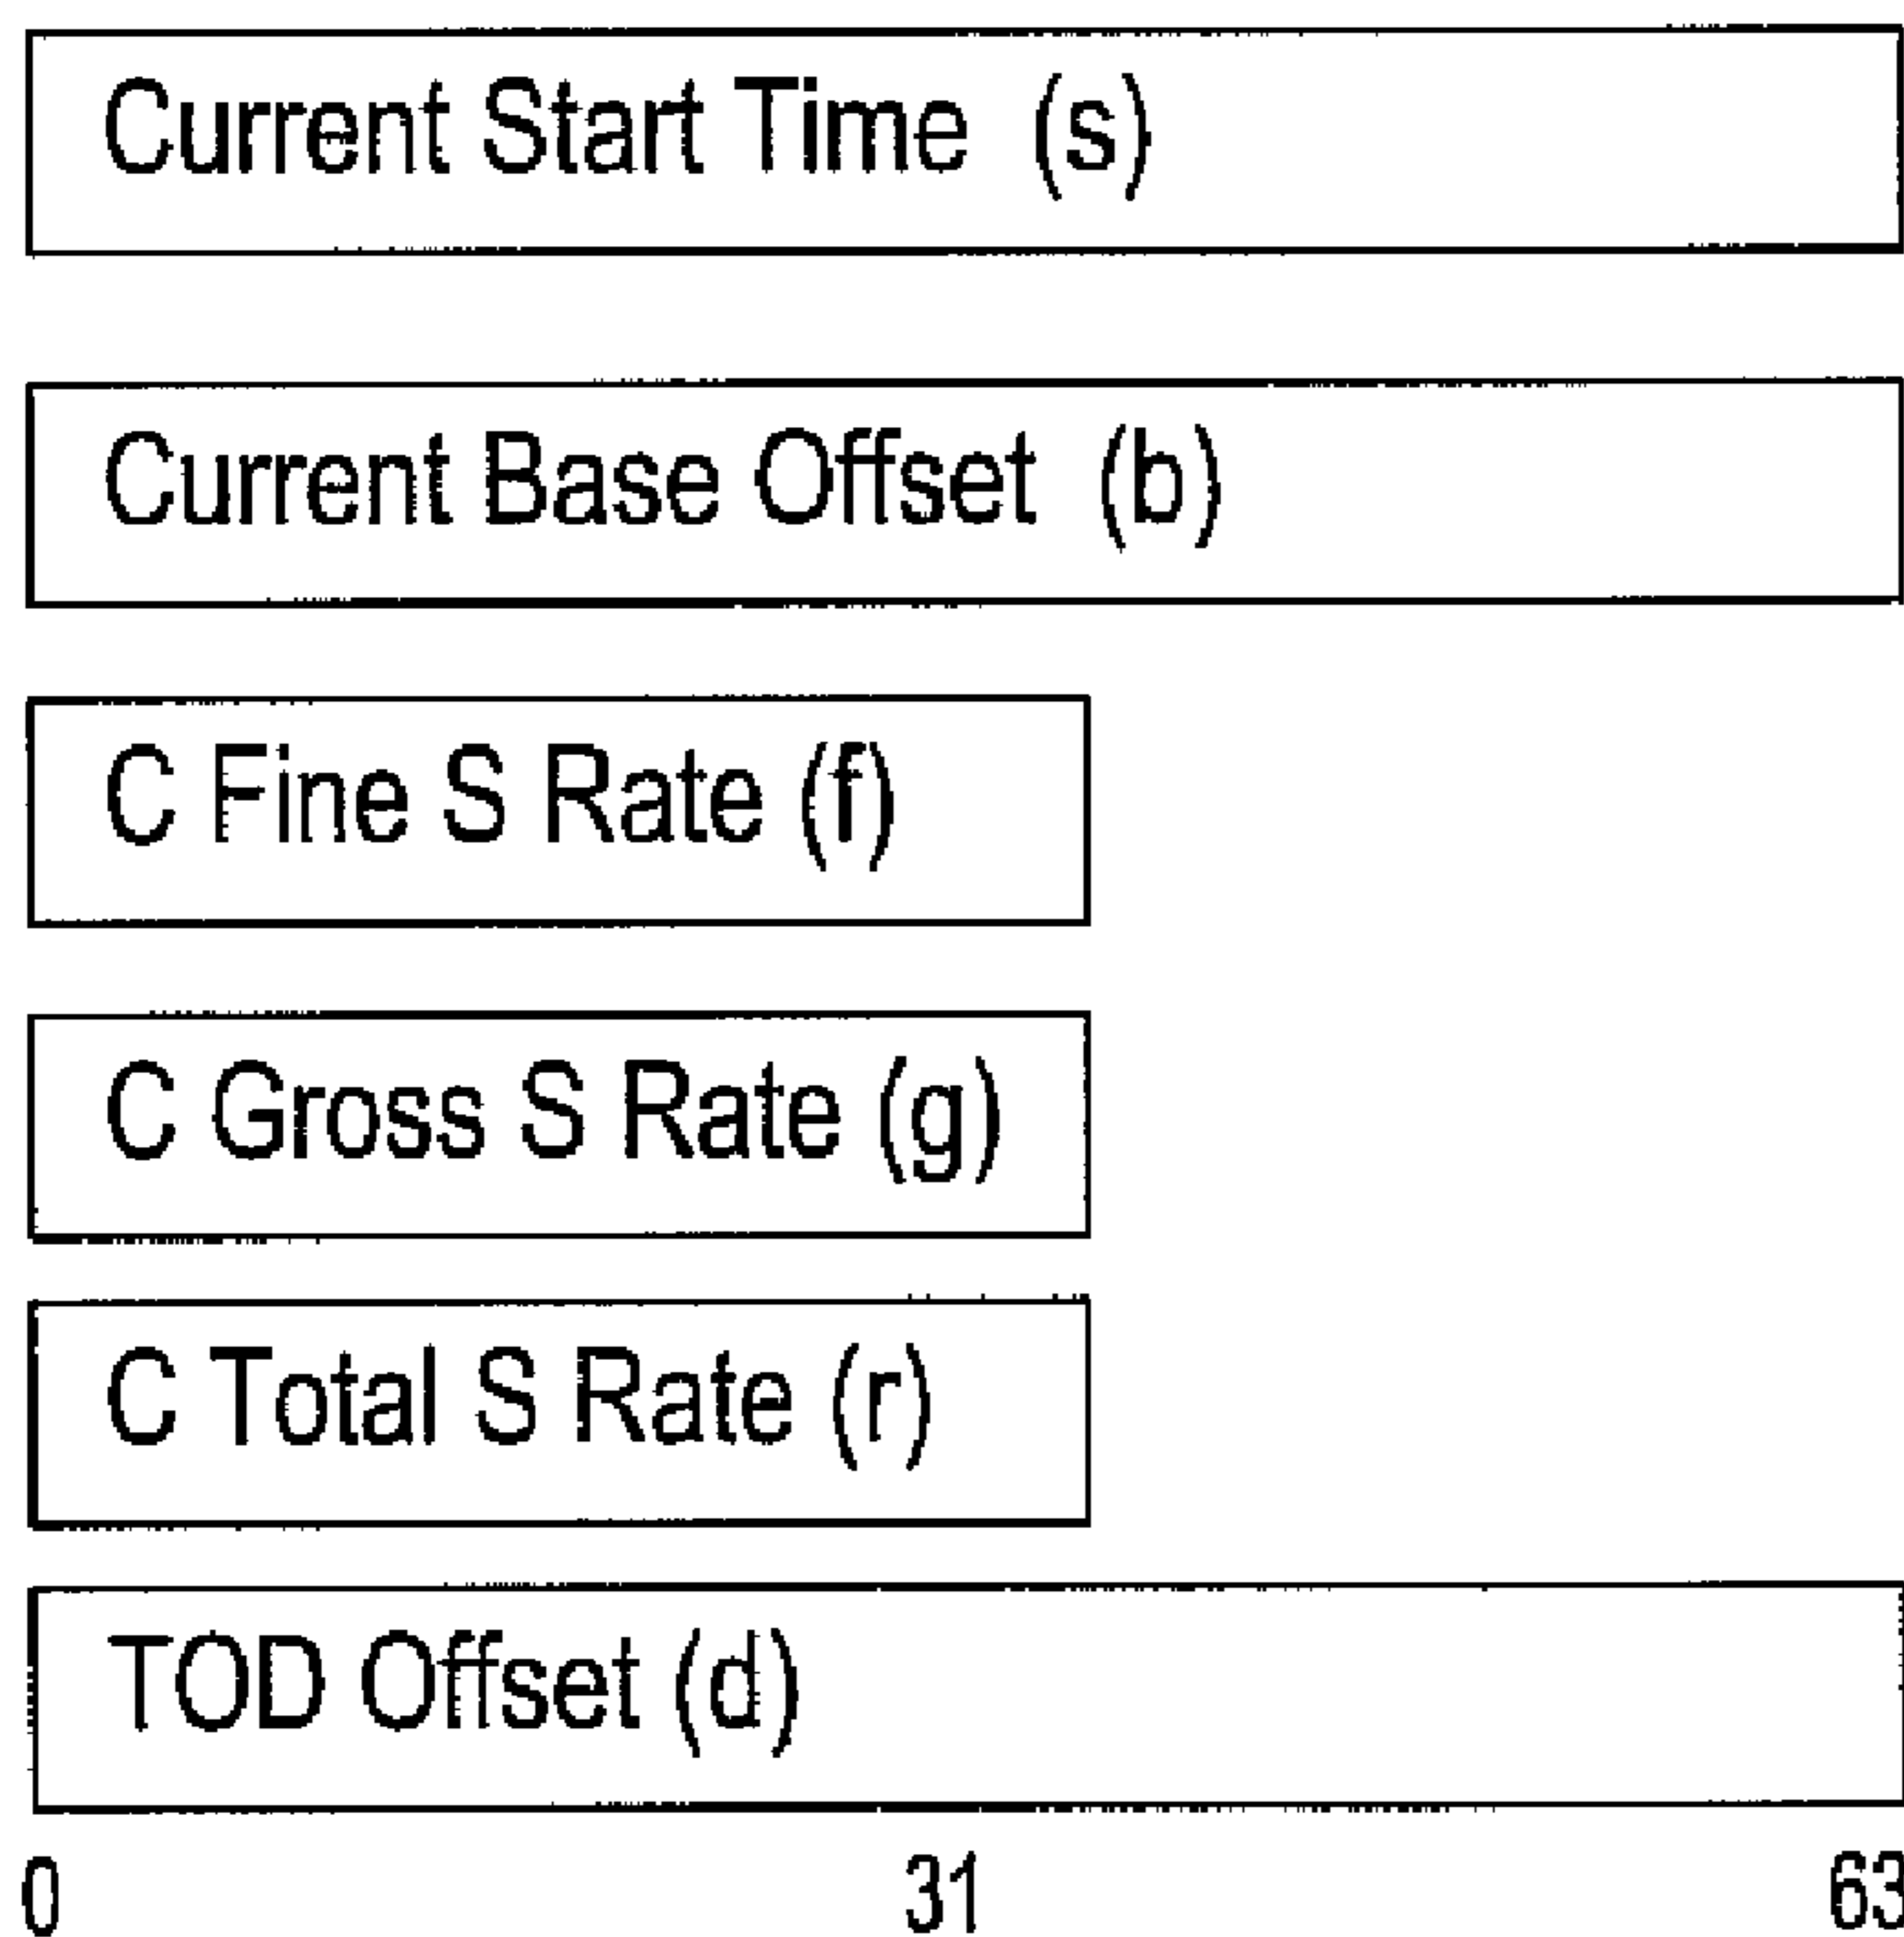 Current Start Time (s)
Current Base Offset (b)
C Fine S Rate (f)
C Gross S Rate (g)
C Total S Rate (r)
TOD Offset (d)
0 31 63